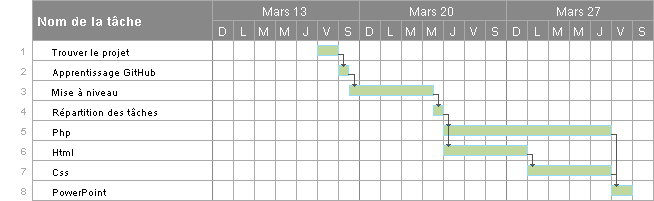 Nom de la tâche
Mars 13 Mars 20 Mars 27
D L M M J V S D L M M J V S D L M M J V S
1 Trouver le projet
2 Apprentissage GitHub
3 Mise à niveau
4 Répartition des tâches
5 Php
6 Html
7 Css
8 PowerPoint